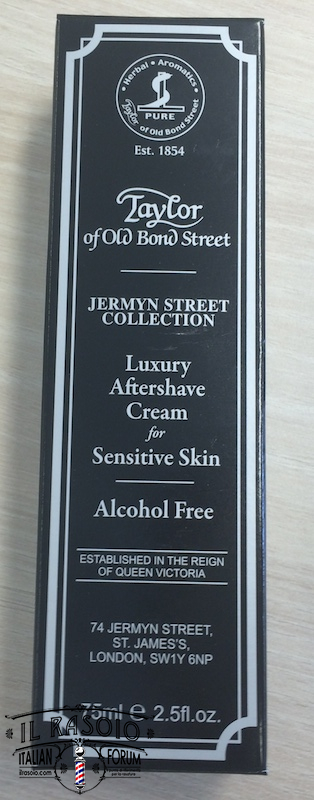 Herbal • Aromatics
PURE
Taylor of Old Bond Street
Est. 1854
Taylor
of Old Bond Street
JERMYN STREET
COLLECTION
Luxury
Aftershave
Cream
for
Sensitive Skin
Alcohol Free
ESTABLISHED IN THE REIGN
OF QUEEN VICTORIA
74 JERMYN STREET,
ST. JAMES'S,
LONDON, SW1Y 6NP
75ml ℮ 2.5fl.oz.
IL RASOIO
ITALIAN FORUM
ilrasoio.com